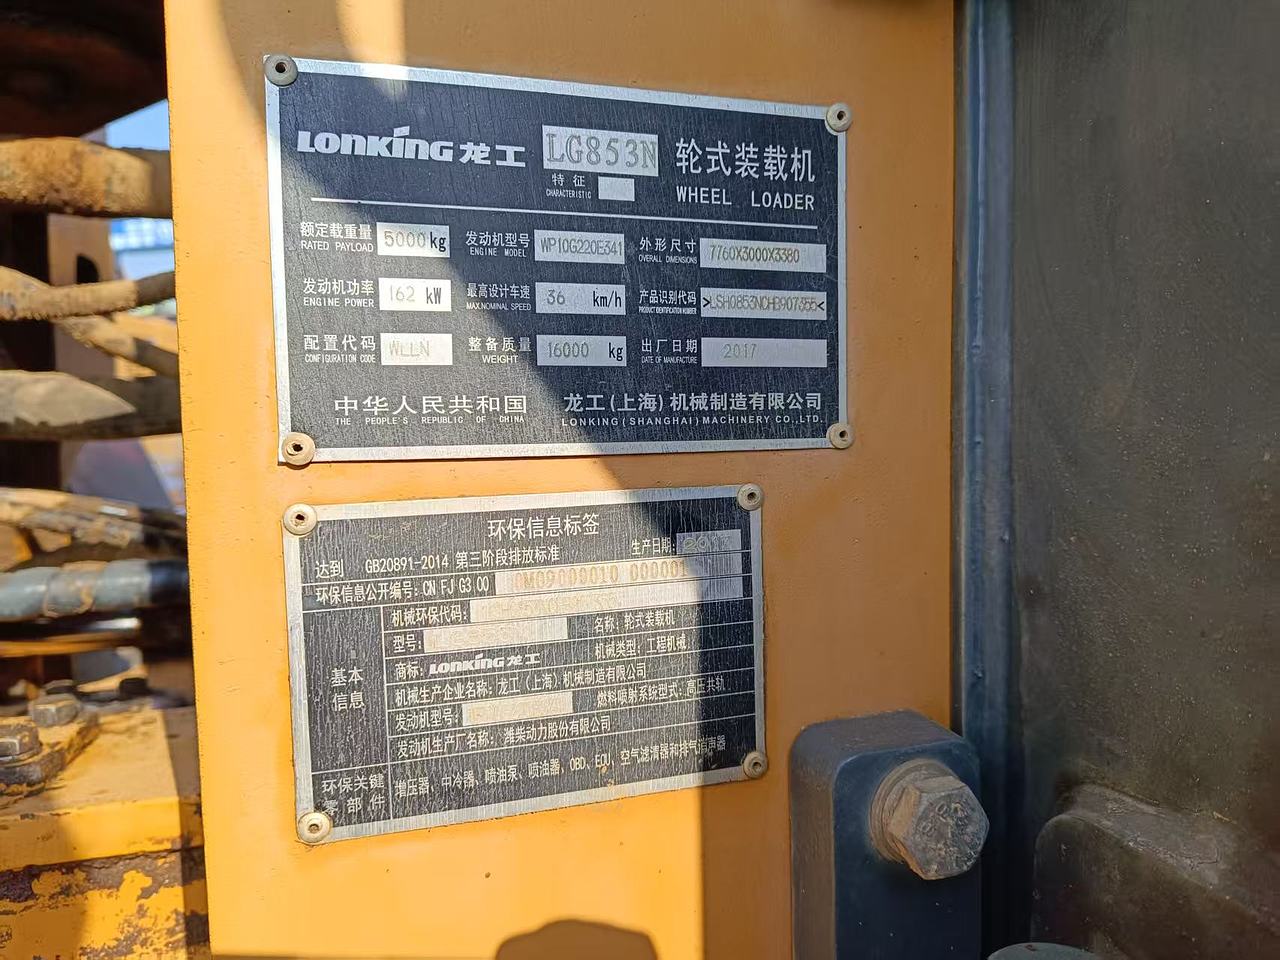 LONKING 龙工 LG853N 轮式装载机
特征
CHARACTERISTIC
WHEEL LOADER
额定载重量 5000 kg 发动机型号 WP10G220E341 外形尺寸 7760X3000X3380
RATED PAYLOAD ENGINE MODEL OVERALL DIMENSIONS
发动机功率 162 kW 最高设计车速 36 km/h 产品识别代码 >LSH0853NCHB907355<
ENGINE POWER MAX.NOMINAL SPEED PRODUCT IDENTIFICATION NUMBER
配置代码 WLLN 整备质量 16000 kg 出厂日期 2017
CONFIGURATION CODE WEIGHT DATE OF MANUFACTURE
中华人民共和国 龙工(上海)机械制造有限公司
THE PEOPLE'S REPUBLIC OF CHINA LONKING(SHANGHAI)MACHINERY CO.,LTD.
环保信息标签
达到 GB20891-2014 第三阶段排放标准 生产日期:
环保信息公开编号: CN FJ G3 00 0M09000010 000001
机械环保代码:
型号: 名称: 轮式装载机
基本信息
商标: LONKING 龙工 机械类型: 工程机械
机械生产企业名称: 龙工(上海)机械制造有限公司
发动机型号: 燃料喷射系统型式: 高压共轨
发动机生产厂名称: 潍柴动力股份有限公司
环保关键零部件 增压器、中冷器、喷油泵、喷油器、OBD、ECU、空气滤清器和排气消声器